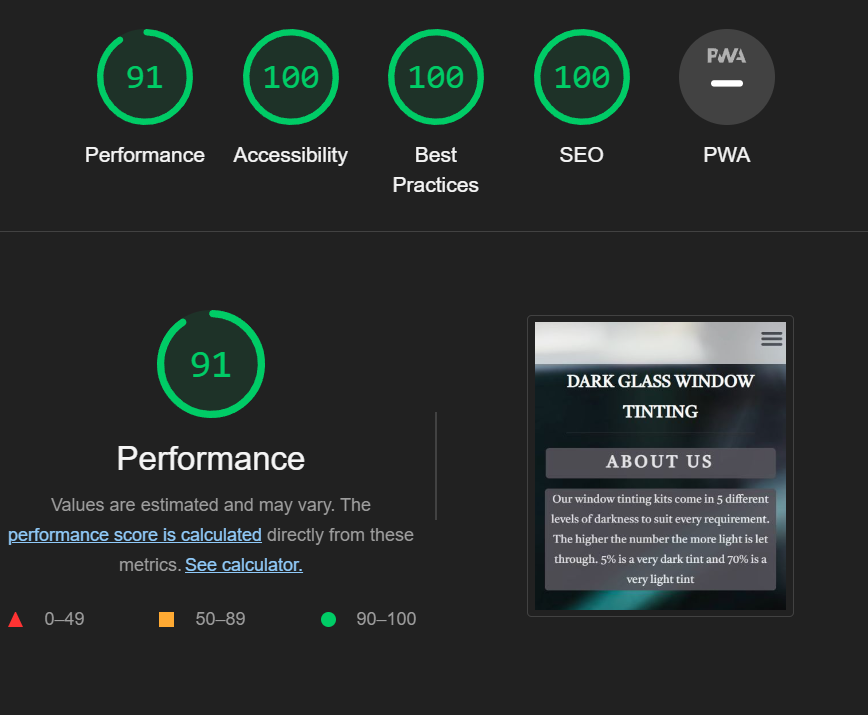 91
100
100
100
PWA
Performance
Accessibility
Best
Practices
SEO
PWA
91
Performance
Values are estimated and may vary. The
performance score is calculated directly from these
metrics. See calculator.
0–49
50–89
90–100
DARK GLASS WINDOW
TINTING
ABOUT US
Our window tinting kits come in 5 different
levels of darkness to suit every requirement.
The higher the number the more light is let
through. 5% is a very dark tint and 70% is a
very light tint